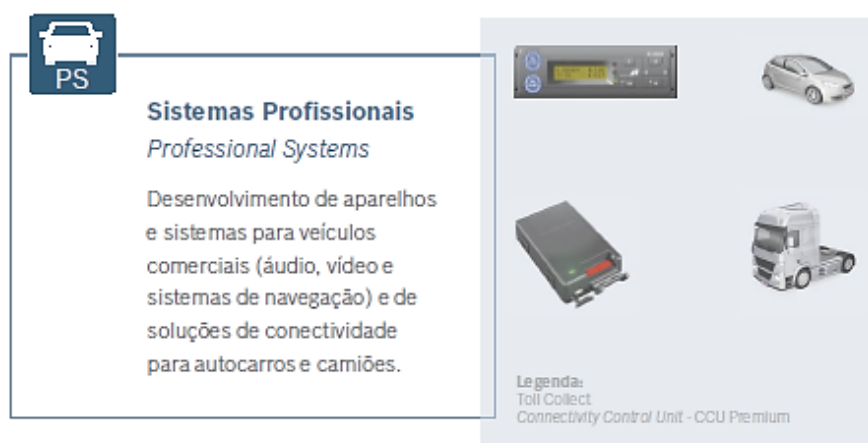 PS
Sistemas Profissionais
Professional Systems
Desenvolvimento de aparelhos
e sistemas para veículos
comerciais (áudio, vídeo e
sistemas de navegação) e de
soluções de conectividade
para autocarros e camiões.
Legenda:
Toll Collect
Connectivity Control Unit - CCU Premium